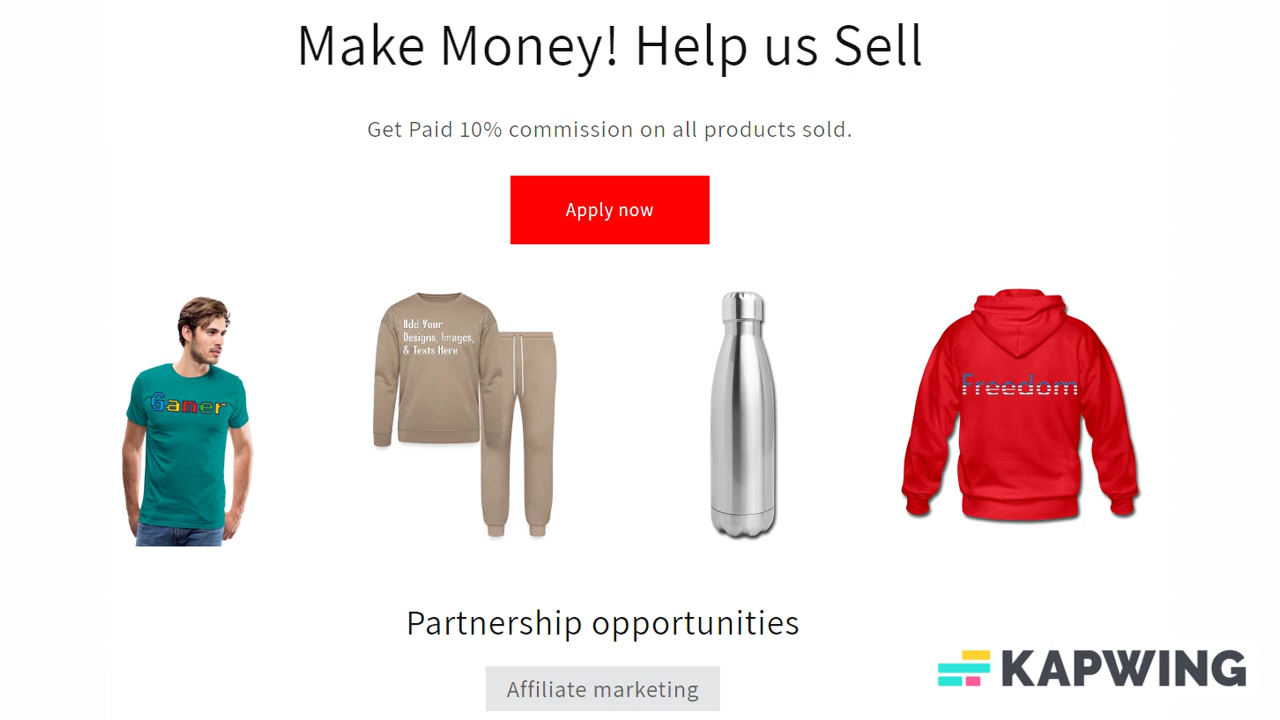 Make Money! Help us Sell
Get Paid 10% commission on all products sold.
Apply now
Gamer
Add Your
Designs, Images,
& Texts Here
Freedom
Partnership opportunities
Affiliate marketing
KAPWING